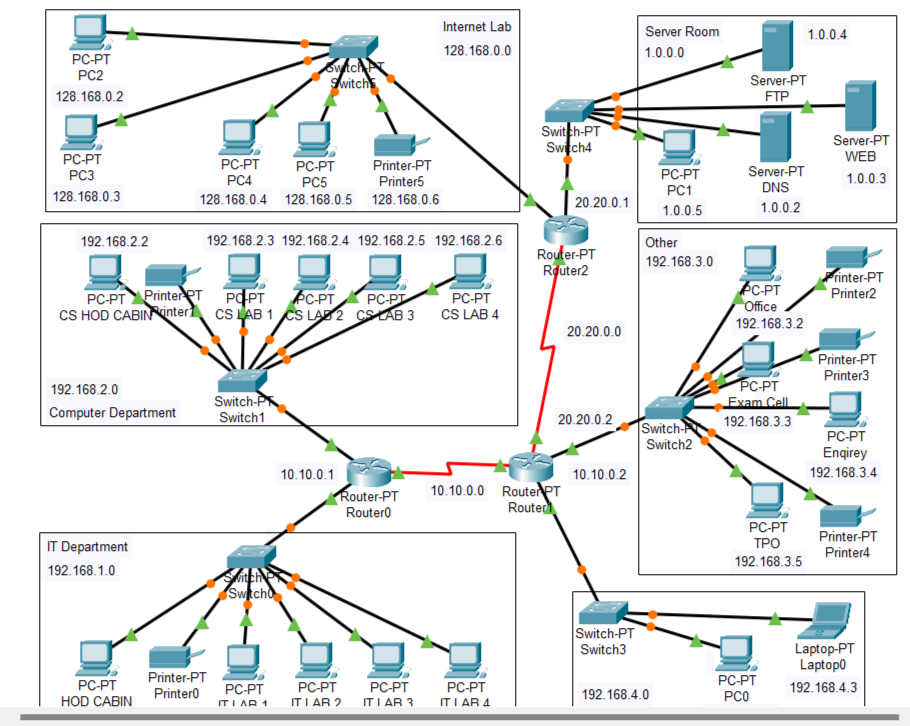 Internet Lab
128.168.0.0
PC-PT
PC2
128.168.0.2
Switch-PT
Switch5
PC-PT
PC3
128.168.0.3
PC-PT
PC4
128.168.0.4
PC-PT
PC5
128.168.0.5
Printer-PT
Printer5
128.168.0.6
Server Room
1.0.0.0
1.0.0.4
Server-PT
FTP
Switch-PT
Switch4
Server-PT
WEB
1.0.0.3
PC-PT
PC1
1.0.0.5
Server-PT
DNS
1.0.0.2
20.20.0.1
Router-PT
Router2
192.168.2.2
192.168.2.3
192.168.2.4
192.168.2.5
192.168.2.6
PC-PT
CS HOD CABIN
Printer-PT
Printer1
PC-PT
CS LAB 1
PC-PT
CS LAB 2
PC-PT
CS LAB 3
PC-PT
CS LAB 4
192.168.2.0
Computer Department
Switch-PT
Switch1
Other
192.168.3.0
PC-PT
Office
192.168.3.2
Printer-PT
Printer2
Printer-PT
Printer3
PC-PT
Exam Cell
192.168.3.3
Switch-PT
Switch2
PC-PT
Enqirey
192.168.3.4
PC-PT
TPO
192.168.3.5
Printer-PT
Printer4
20.20.0.0
20.20.0.2
10.10.0.1
Router-PT
Router0
10.10.0.0
Router-PT
Router1
10.10.0.2
IT Department
192.168.1.0
Switch-PT
Switch0
PC-PT
HOD CABIN
Printer-PT
Printer0
PC-PT
IT LAB 1
PC-PT
IT LAB 2
PC-PT
IT LAB 3
PC-PT
IT LAB 4
Switch-PT
Switch3
192.168.4.0
PC-PT
PC0
Laptop-PT
Laptop0
192.168.4.3